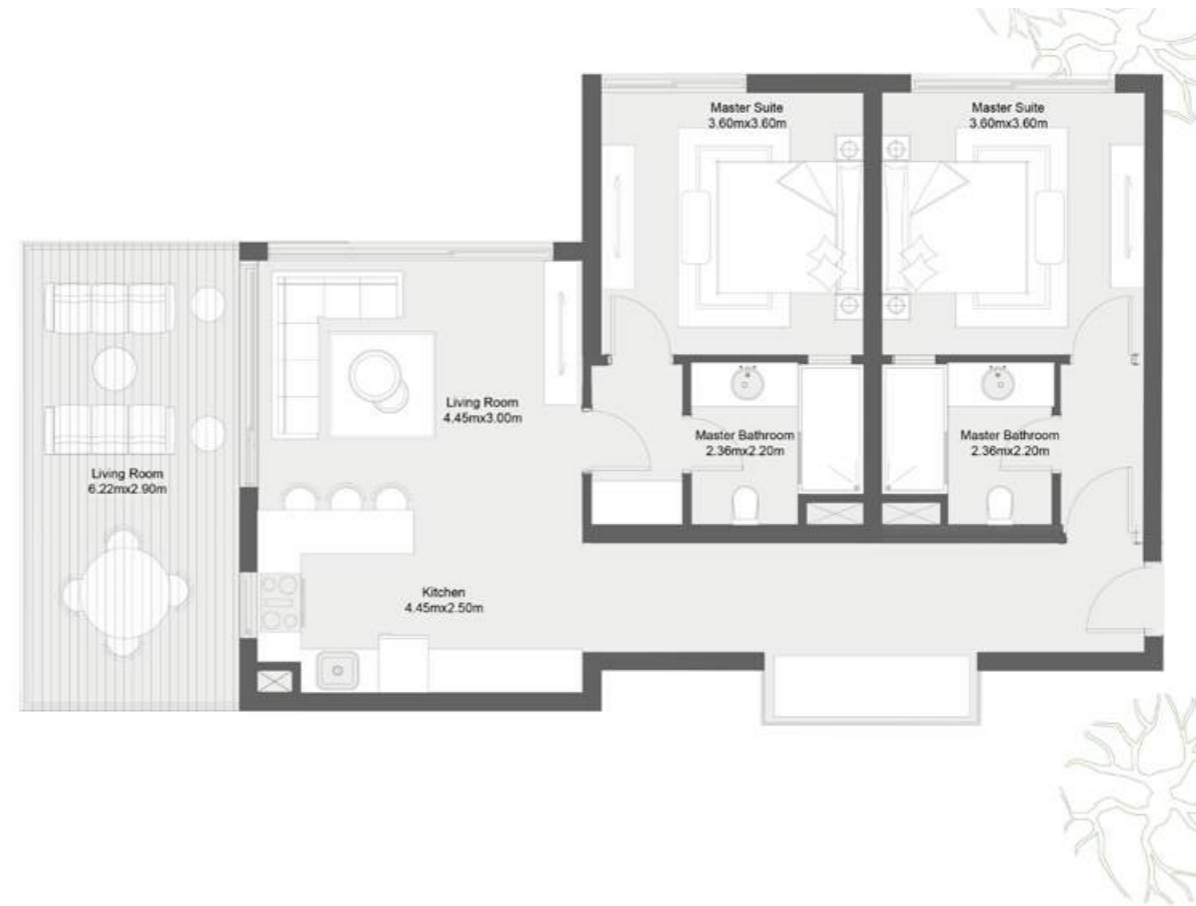 Master Suite
3.60mx3.60m
Master Suite
3.60mx3.60m
Living Room
4.45mx3.00m
Master Bathroom
2.36mx2.20m
Master Bathroom
2.36mx2.20m
Living Room
6.22mx2.90m
Kitchen
4.45mx2.50m